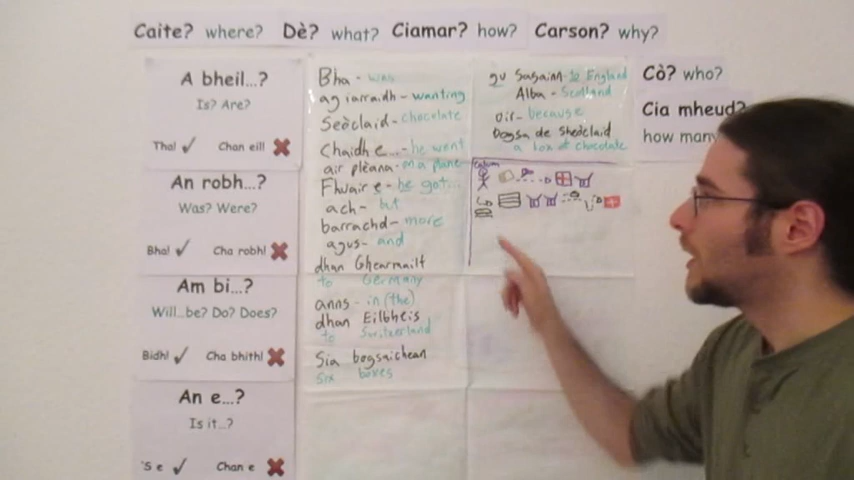 Caite? where? Dè? what? Ciamar? how? Carson? why?
A bheil...?
Is? Are?
Tha! ✓ Chan eil! ✖
An robh...?
Was? Were?
Bha! ✓ Cha robh! ✖
Am bi...?
Will...be? Do? Does?
Bidh! ✓ Cha bhith! ✖
An e...?
Is it...?
'S e ✓ Chan e ✖
Bha - was
ag iarraidh - wanting
Seòclaid - chocolate
Chaidh e... - he went
air plèana - on a plane
Fhuair e - he got...
ach - but
barrachd - more
agus - and
dhan Ghearmailt
to Germany
anns - in (the)
dhan Eilbheis
to Switzerland
Sia bogsaichean
six boxes
gu Sasainn - to England
Alba - Scotland
oir - because
Bogsa de Sheòclaid
a box of chocolate
Calum
Cò? who?
Cia mheud?
how many